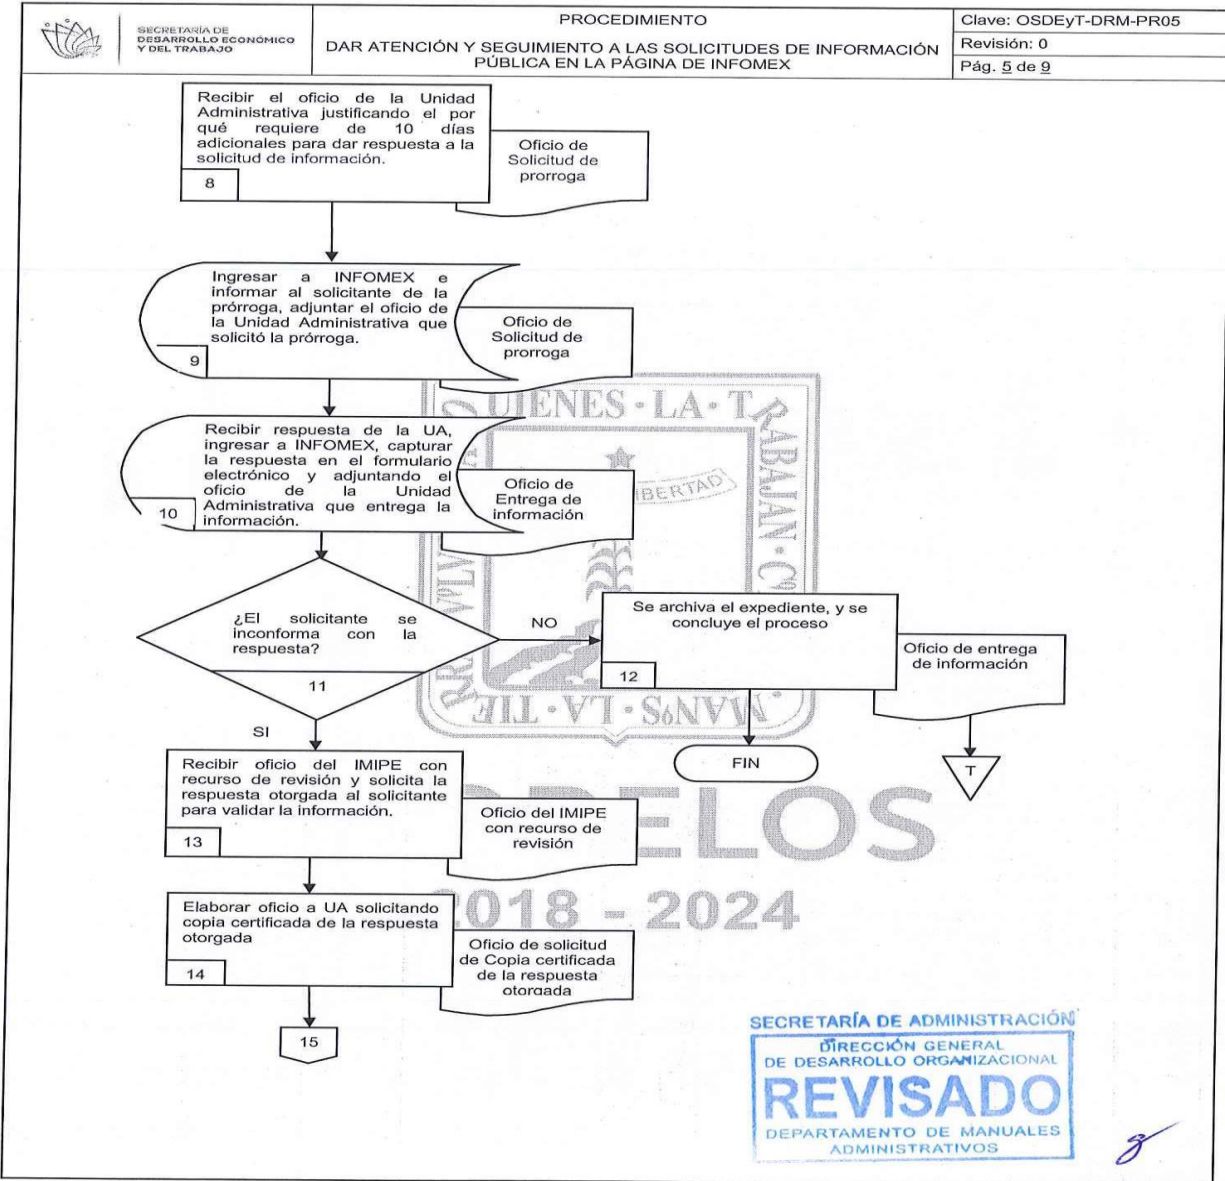 SECRETARÍA DE
DESARROLLO ECONÓMICO
Y DEL TRABAJO
PROCEDIMIENTO
DAR ATENCIÓN Y SEGUIMIENTO A LAS SOLICITUDES DE INFORMACIÓN
PÚBLICA EN LA PÁGINA DE INFOMEX
Clave: OSDEyT-DRM-PR05
Revisión: 0
Pág. 5 de 9
Recibir el oficio de la Unidad
Administrativa justificando el por
qué requiere de 10 días
adicionales para dar respuesta a la
solicitud de información.
8
Oficio de
Solicitud de
prorroga
Ingresar a INFOMEX e
informar al solicitante de la
prórroga, adjuntar el oficio de
la Unidad Administrativa que
solicitó la prórroga.
9
Oficio de
Solicitud de
prorroga
Recibir respuesta de la UA,
ingresar a INFOMEX, capturar
la respuesta en el formulario
electrónico y adjuntando el
oficio de la Unidad
Administrativa que entrega la
información.
10
Oficio de
Entrega de
información
¿El solicitante se
inconforma con la
respuesta?
11
NO
SI
Se archiva el expediente, y se
concluye el proceso
12
Oficio de entrega
de información
FIN
T
Recibir oficio del IMIPE con
recurso de revisión y solicita la
respuesta otorgada al solicitante
para validar la información.
13
Oficio del IMIPE
con recurso de
revisión
Elaborar oficio a UA solicitando
copia certificada de la respuesta
otorgada
14
Oficio de solicitud
de Copia certificada
de la respuesta
otorgada
15
UIENES · LA · TRABAJAN · C
IBERTAD
MANOS · LA · TIE
RELOS
2018 - 2024
SECRETARÍA DE ADMINISTRACIÓN
DIRECCIÓN GENERAL
DE DESARROLLO ORGANIZACIONAL
REVISADO
DEPARTAMENTO DE MANUALES
ADMINISTRATIVOS